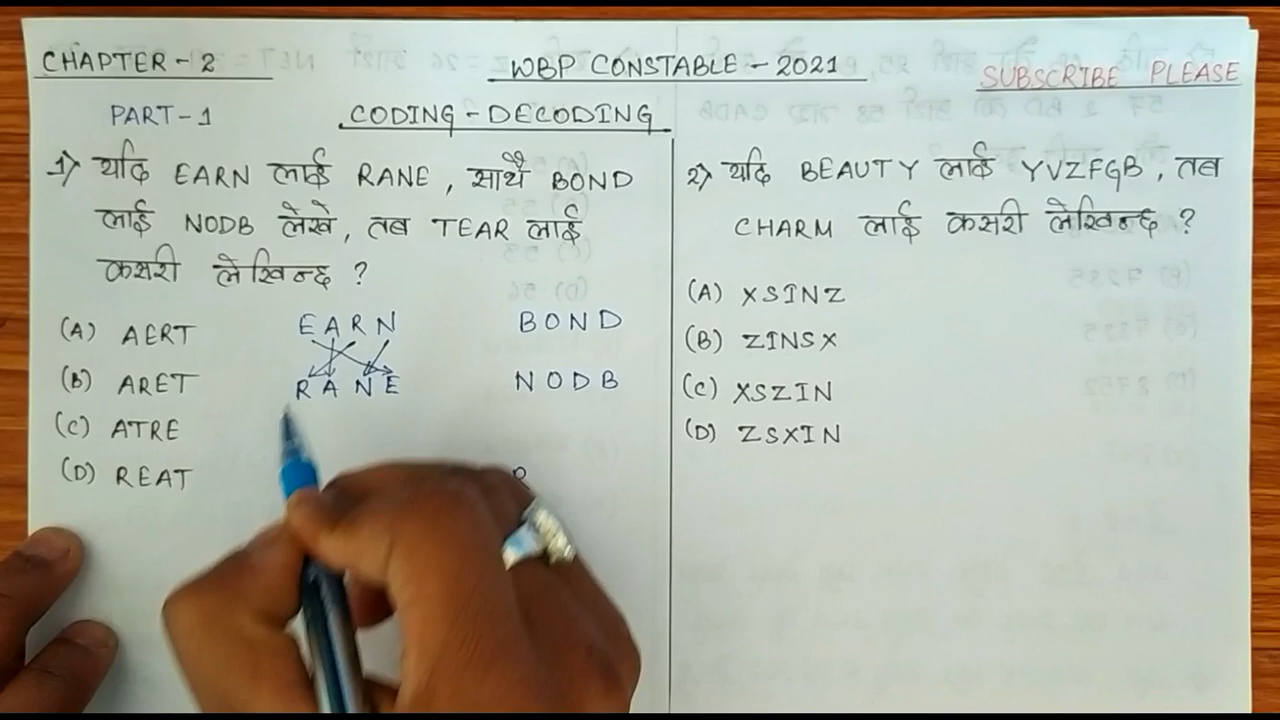 CHAPTER-2
WBP CONSTABLE-2021
SUBSCRIBE PLEASE
PART-1
CODING-DECODING
1) यदि EARN लाई RANE, साथै BOND
लाई NODB लेखे, तब TEAR लाई
कसरी लेखिन्छ ?
(A) AERT
(B) ARET
(C) ATRE
(D) REAT
EARN
RANE
BOND
NODB
R
2) यदि BEAUTY लाई YVZFGB, तब
CHARM लाई कसरी लेखिन्छ ?
(A) XSINZ
(B) ZINSX
(C) XSZIN
(D) ZSXIN